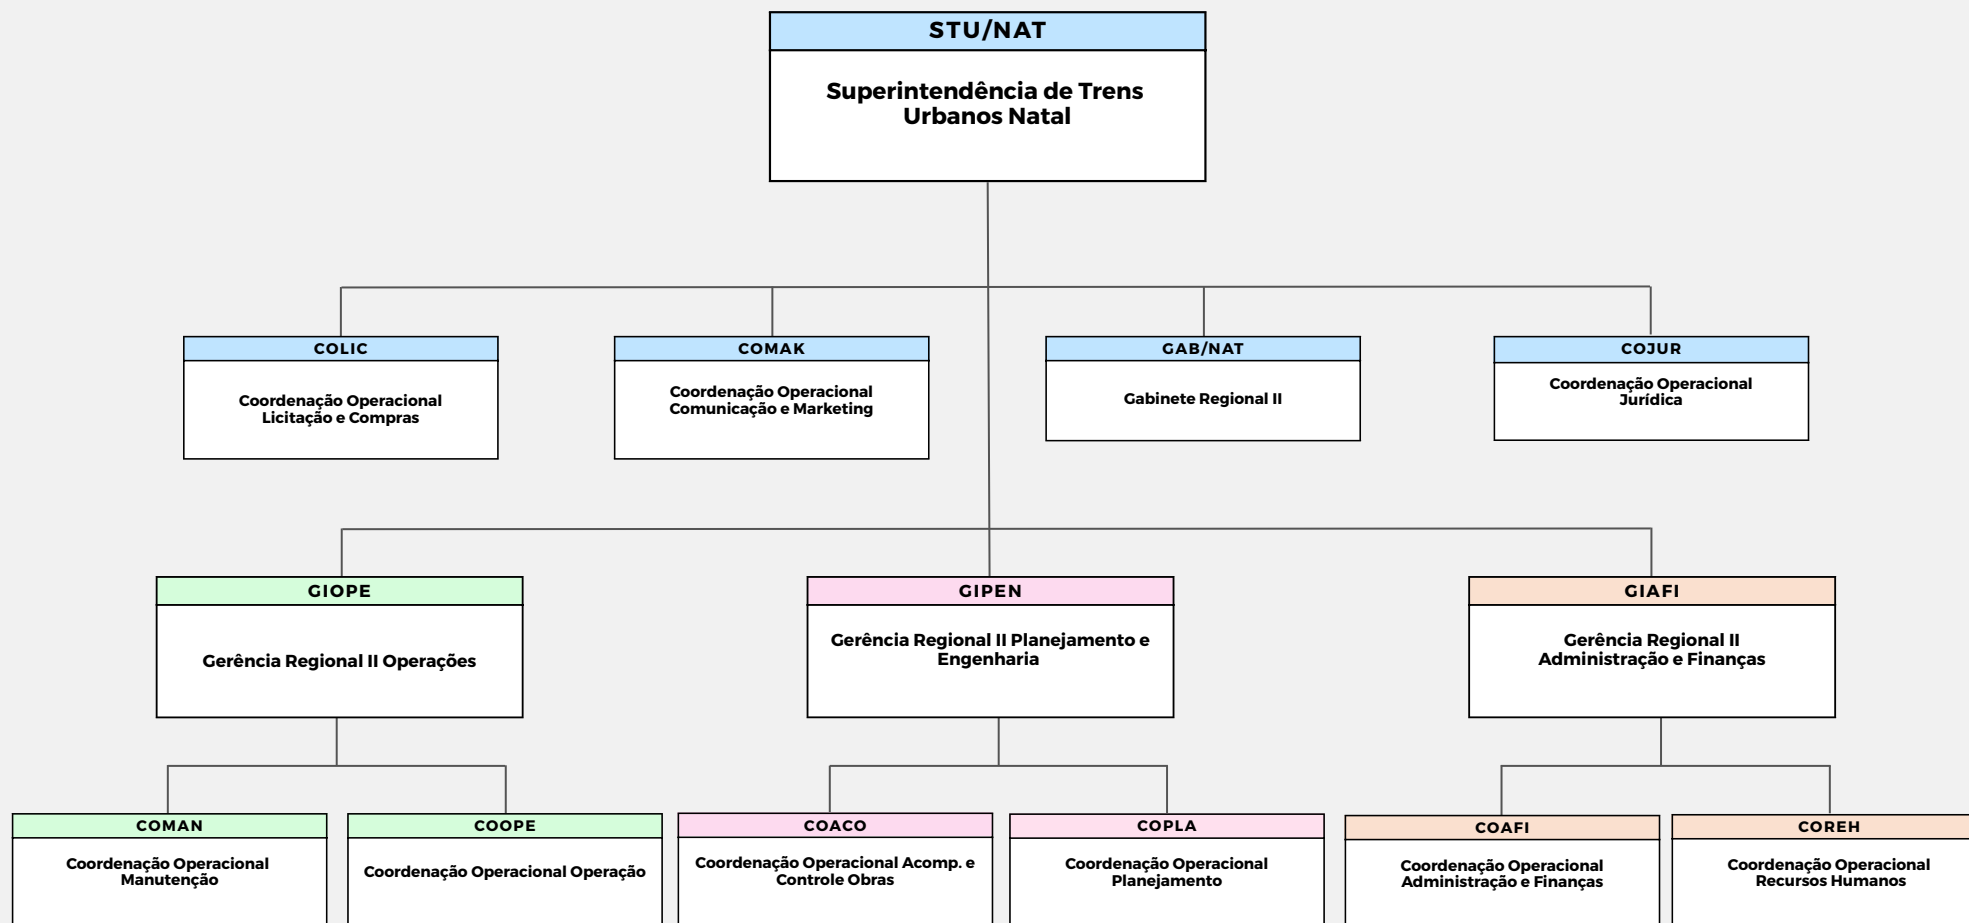 STU/NAT
Superintendência de Trens
Urbanos Natal
COLIC
Coordenação Operacional
Licitação e Compras
COMAK
Coordenação Operacional
Comunicação e Marketing
GAB/NAT
Gabinete Regional II
COJUR
Coordenação Operacional
Jurídica
GIOPE
Gerência Regional II Operações
GIPEN
Gerência Regional II Planejamento e
Engenharia
GIAFI
Gerência Regional II
Administração e Finanças
COMAN
Coordenação Operacional
Manutenção
COOPE
Coordenação Operacional Operação
COACO
Coordenação Operacional Acomp. e
Controle Obras
COPLA
Coordenação Operacional
Planejamento
COAFI
Coordenação Operacional
Administração e Finanças
COREH
Coordenação Operacional
Recursos Humanos